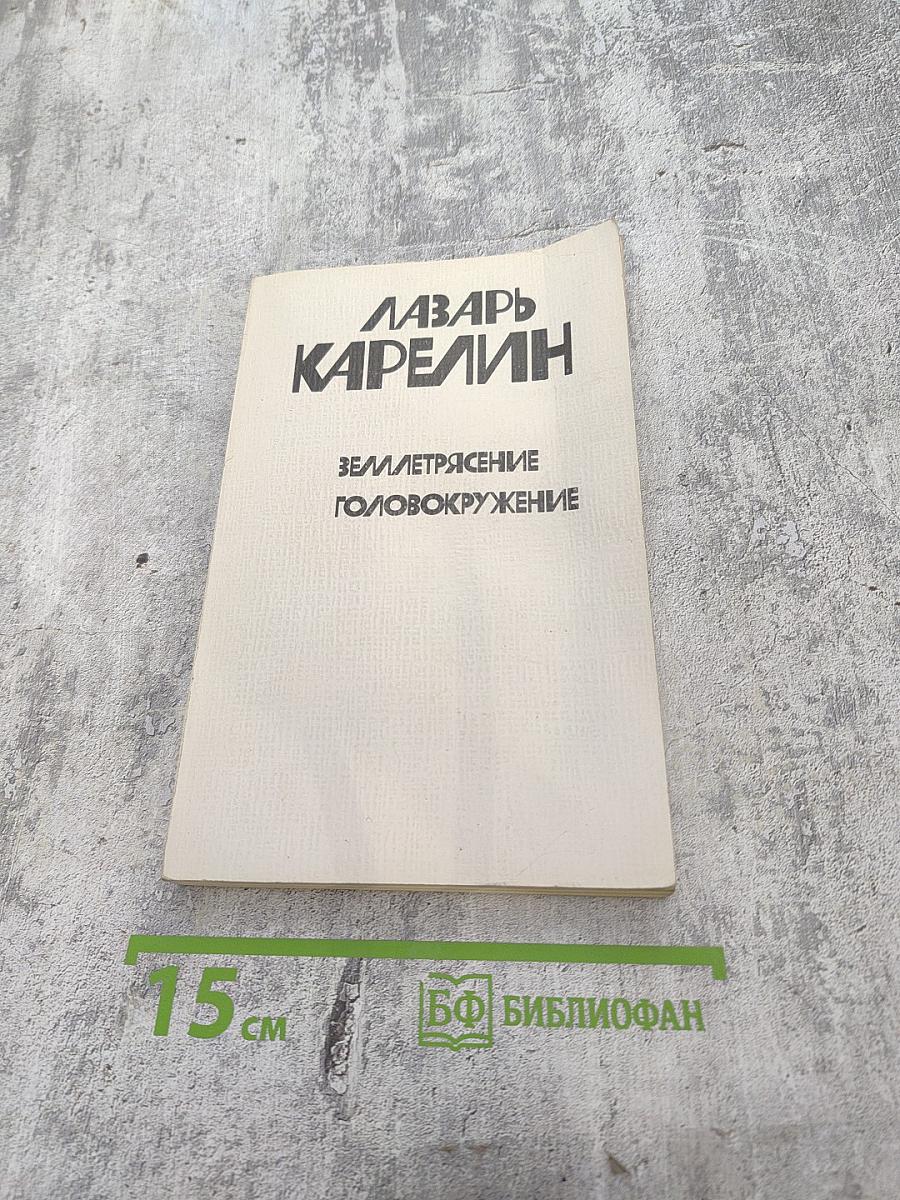 ЛАЗАРЬ
КАРЕЛИН
ЗЕМЛЕТРЯСЕНИЕ
ГОЛОВОКРУЖЕНИЕ
15 СМ
БФ БИБЛИОФАН